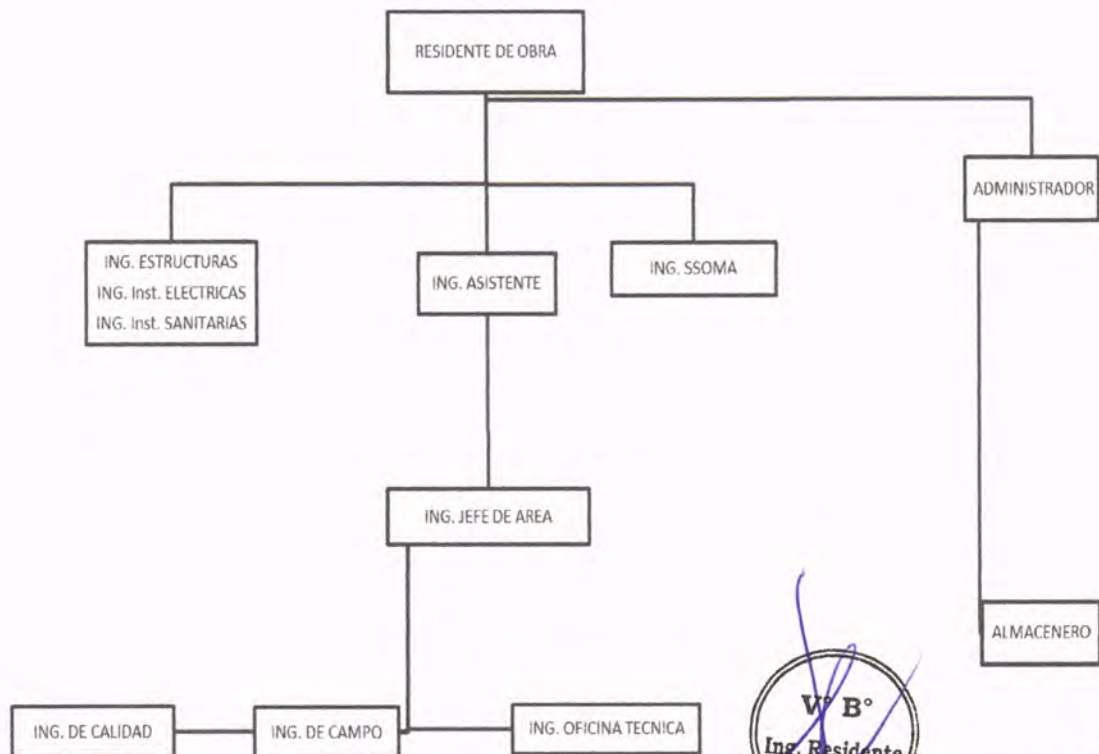 RESIDENTE DE OBRA
ADMINISTRADOR
ING. ESTRUCTURAS
ING. Inst. ELECTRICAS
ING. Inst. SANITARIAS
ING. ASISTENTE
ING. SSOMA
ING. JEFE DE AREA
ALMACENERO
ING. DE CALIDAD
ING. DE CAMPO
ING. OFICINA TECNICA
V° B°
Ing. Residente